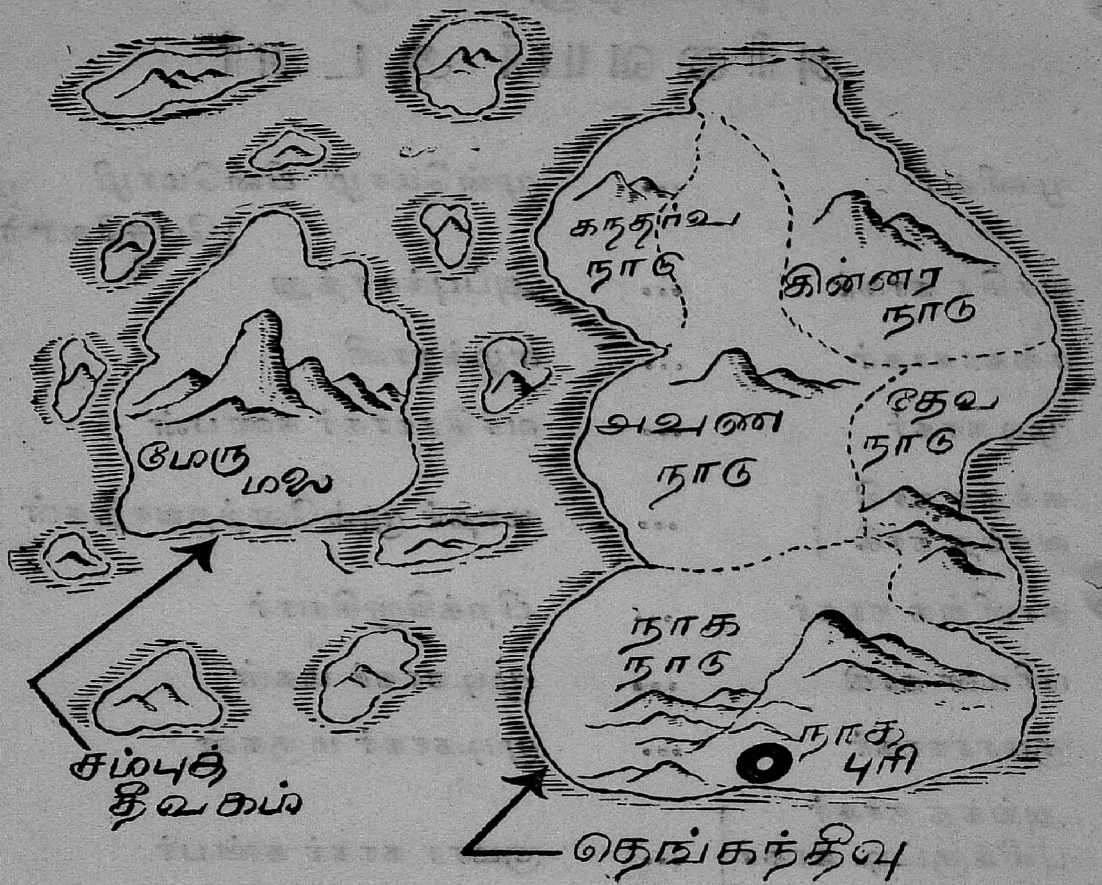 கந்தர்வ
நாடு
கின்னர
நாடு
அவுண
நாடு
தேவ
நாடு
மேரு
மலை
நாக
நாடு
நாக
புரி
சம்புத்
தீவகம்
தெங்கந்தீவு